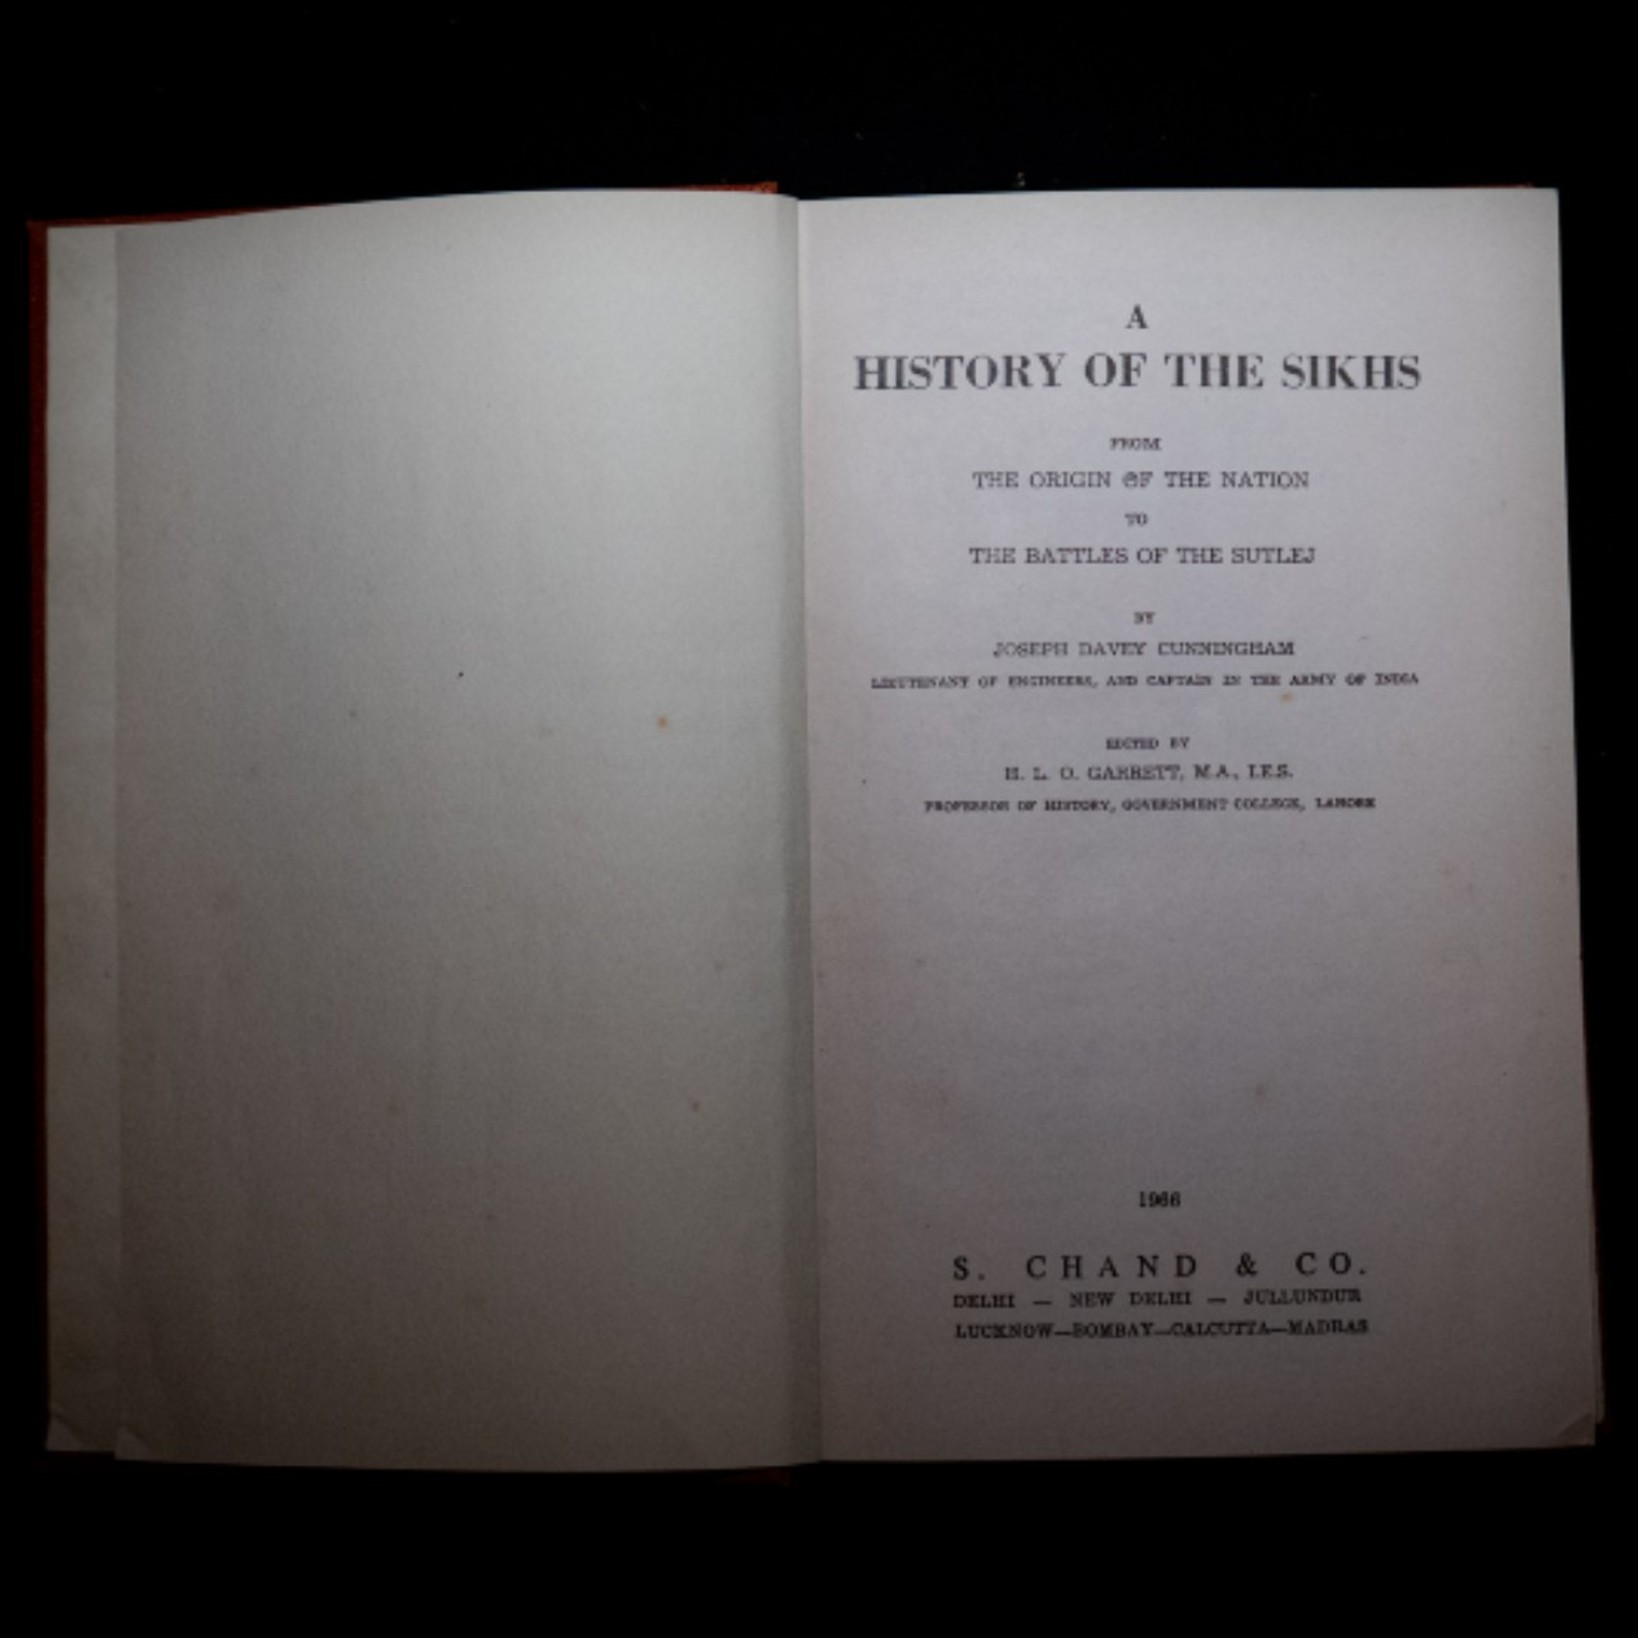 A
HISTORY OF THE SIKHS
FROM
THE ORIGIN OF THE NATION
TO
THE BATTLES OF THE SUTLEJ
BY
JOSEPH DAVEY CUNNINGHAM
LIEUTENANT OF ENGINEERS, AND CAPTAIN IN THE ARMY OF INDIA
EDITED BY
H. L. O. GARRETT, M.A., I.E.S.
PROFESSOR OF HISTORY, GOVERNMENT COLLEGE, LAHORE
1966
S. CHAND & CO.
DELHI — NEW DELHI — JULLUNDUR
LUCKNOW—BOMBAY—CALCUTTA—MADRAS